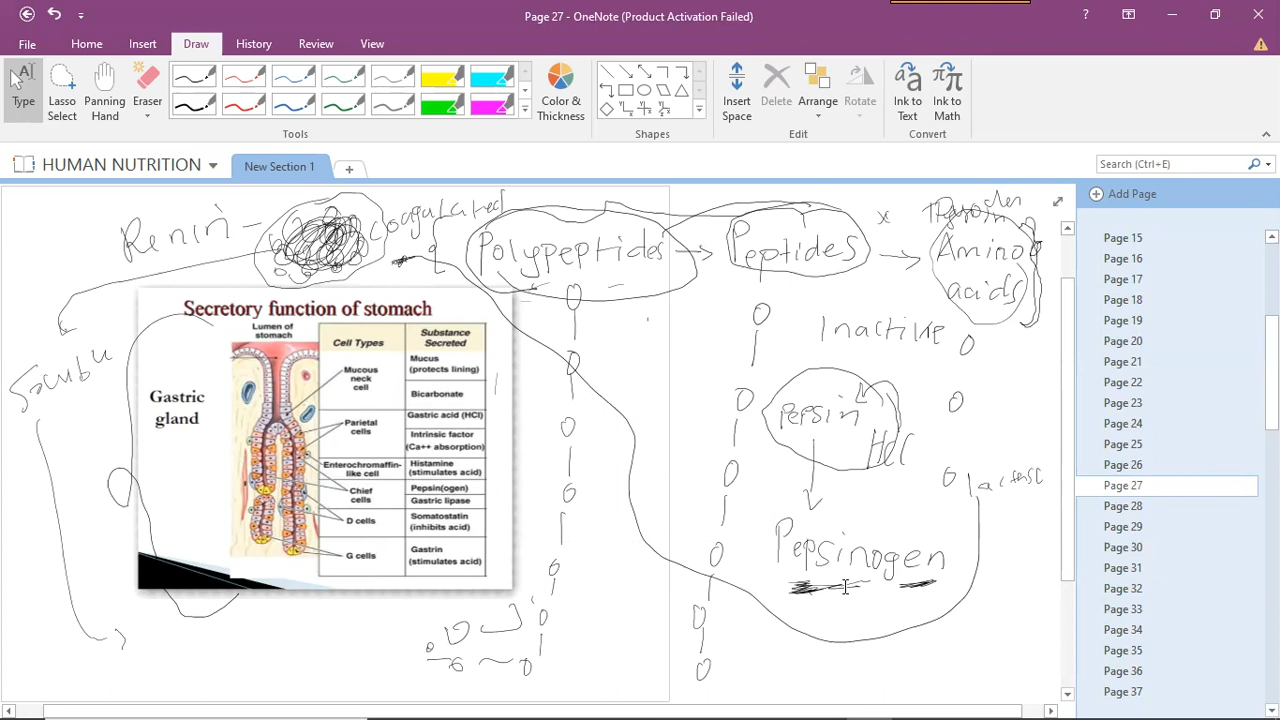 Page 27 - OneNote (Product Activation Failed)
?
File
Home
Insert
Draw
History
Review
View
Type
Lasso
Select
Panning
Hand
Eraser
Color &
Thickness
Insert
Space
Delete
Arrange
Rotate
Ink to
Text
Ink to
Math
Tools
Shapes
Edit
Convert
HUMAN NUTRITION
New Section 1
Search (Ctrl+E)
Add Page
Page 15
Page 16
Page 17
Page 18
Page 19
Page 20
Page 21
Page 22
Page 23
Page 24
Page 25
Page 26
Page 27
Page 28
Page 29
Page 30
Page 31
Page 32
Page 33
Page 34
Page 35
Page 36
Page 37
Renin -
coagulated
Polypeptides
Peptides
x
Amino
acids
Inactive
Pepsin
HCl
Pepsinogen
Secretory function of stomach
Lumen of
stomach
Gastric
gland
Cell Types
Substance
Secreted
Mucous
neck
cell
Mucus
(protects lining)
Bicarbonate
Parietal
cells
Gastric acid (HCl)
Intrinsic factor
(Ca++ absorption)
Enterochromaffin-
like cell
Histamine
(stimulates acid)
Chief
cells
Pepsin(ogen)
Gastric lipase
D cells
Somatostatin
(inhibits acid)
G cells
Gastrin
(stimulates acid)